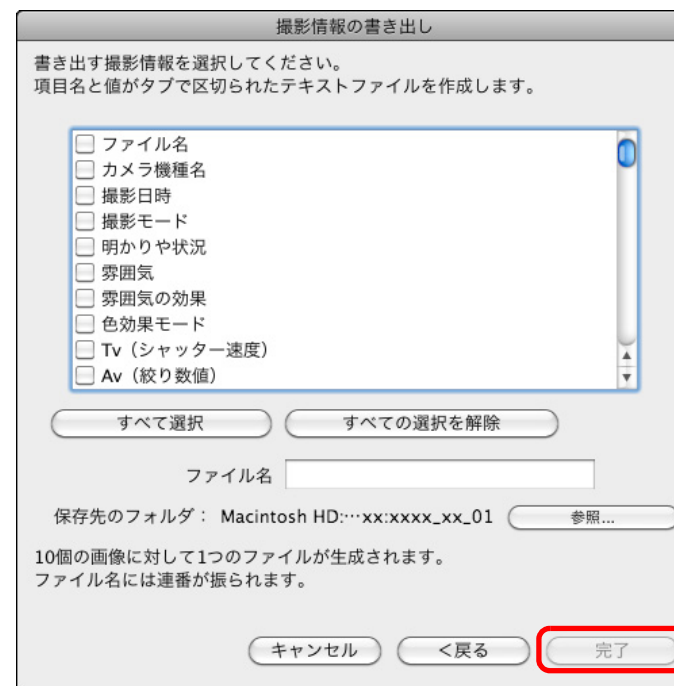 撮影情報の書き出し
書き出す撮影情報を選択してください。
項目名と値がタブで区切られたテキストファイルを作成します。
ファイル名
カメラ機種名
撮影日時
撮影モード
明かりや状況
雰囲気
雰囲気の効果
色効果モード
Tv（シャッター速度）
Av（絞り数値）
すべて選択 すべての選択を解除
ファイル名
保存先のフォルダ： Macintosh HD:…xx:xxxx_xx_01 参照...
10個の画像に対して1つのファイルが生成されます。
ファイル名には連番が振られます。
キャンセル <戻る 完了